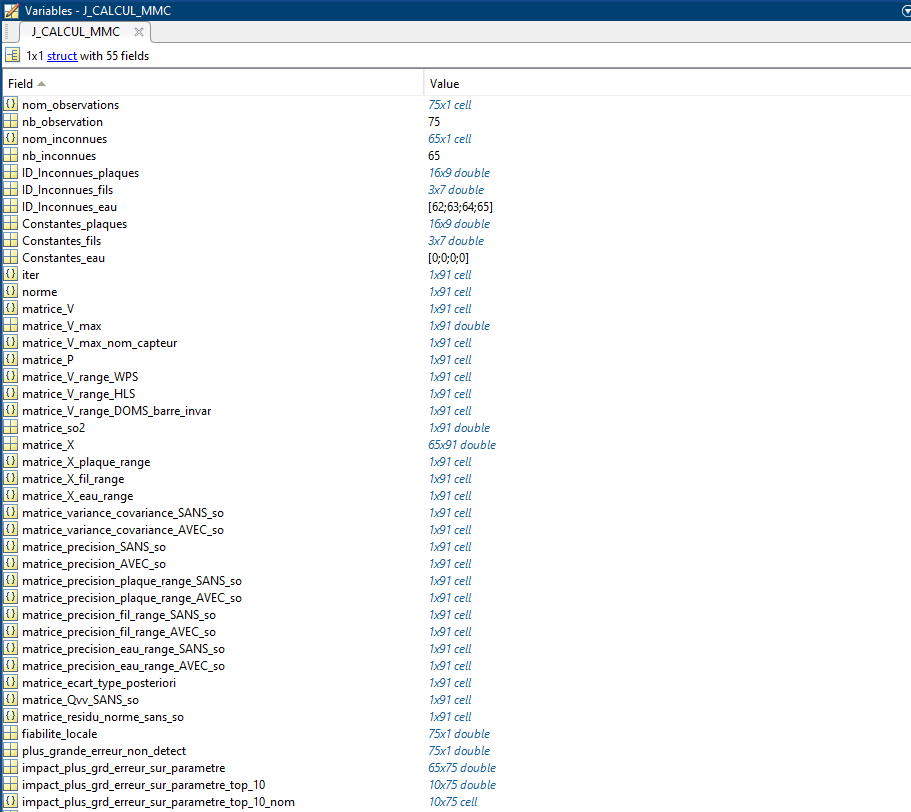 Variables - J_CALCUL_MMC
J_CALCUL_MMC
1x1 struct with 55 fields
Field Value
nom_observations 75x1 cell
nb_observation 75
nom_inconnues 65x1 cell
nb_inconnues 65
ID_Inconnues_plaques 16x9 double
ID_Inconnues_fils 3x7 double
ID_Inconnues_eau [62;63;64;65]
Constantes_plaques 16x9 double
Constantes_fils 3x7 double
Constantes_eau [0;0;0;0]
iter 1x91 cell
norme 1x91 cell
matrice_V 1x91 cell
matrice_V_max 1x91 double
matrice_V_max_nom_capteur 1x91 cell
matrice_P 1x91 cell
matrice_V_range_WPS 1x91 cell
matrice_V_range_HLS 1x91 cell
matrice_V_range_DOMS_barre_invar 1x91 cell
matrice_so2 1x91 double
matrice_X 65x91 double
matrice_X_plaque_range 1x91 cell
matrice_X_fil_range 1x91 cell
matrice_X_eau_range 1x91 cell
matrice_variance_covariance_SANS_so 1x91 cell
matrice_variance_covariance_AVEC_so 1x91 cell
matrice_precision_SANS_so 1x91 cell
matrice_precision_AVEC_so 1x91 cell
matrice_precision_plaque_range_SANS_so 1x91 cell
matrice_precision_plaque_range_AVEC_so 1x91 cell
matrice_precision_fil_range_SANS_so 1x91 cell
matrice_precision_fil_range_AVEC_so 1x91 cell
matrice_precision_eau_range_SANS_so 1x91 cell
matrice_precision_eau_range_AVEC_so 1x91 cell
matrice_ecart_type_posteriori 1x91 cell
matrice_Qvv_SANS_so 1x91 cell
matrice_residu_norme_sans_so 1x91 cell
fiabilite_locale 75x1 double
plus_grande_erreur_non_detect 75x1 double
impact_plus_grd_erreur_sur_parametre 65x75 double
impact_plus_grd_erreur_sur_parametre_top_10 10x75 double
impact_plus_grd_erreur_sur_parametre_top_10_nom 10x75 cell